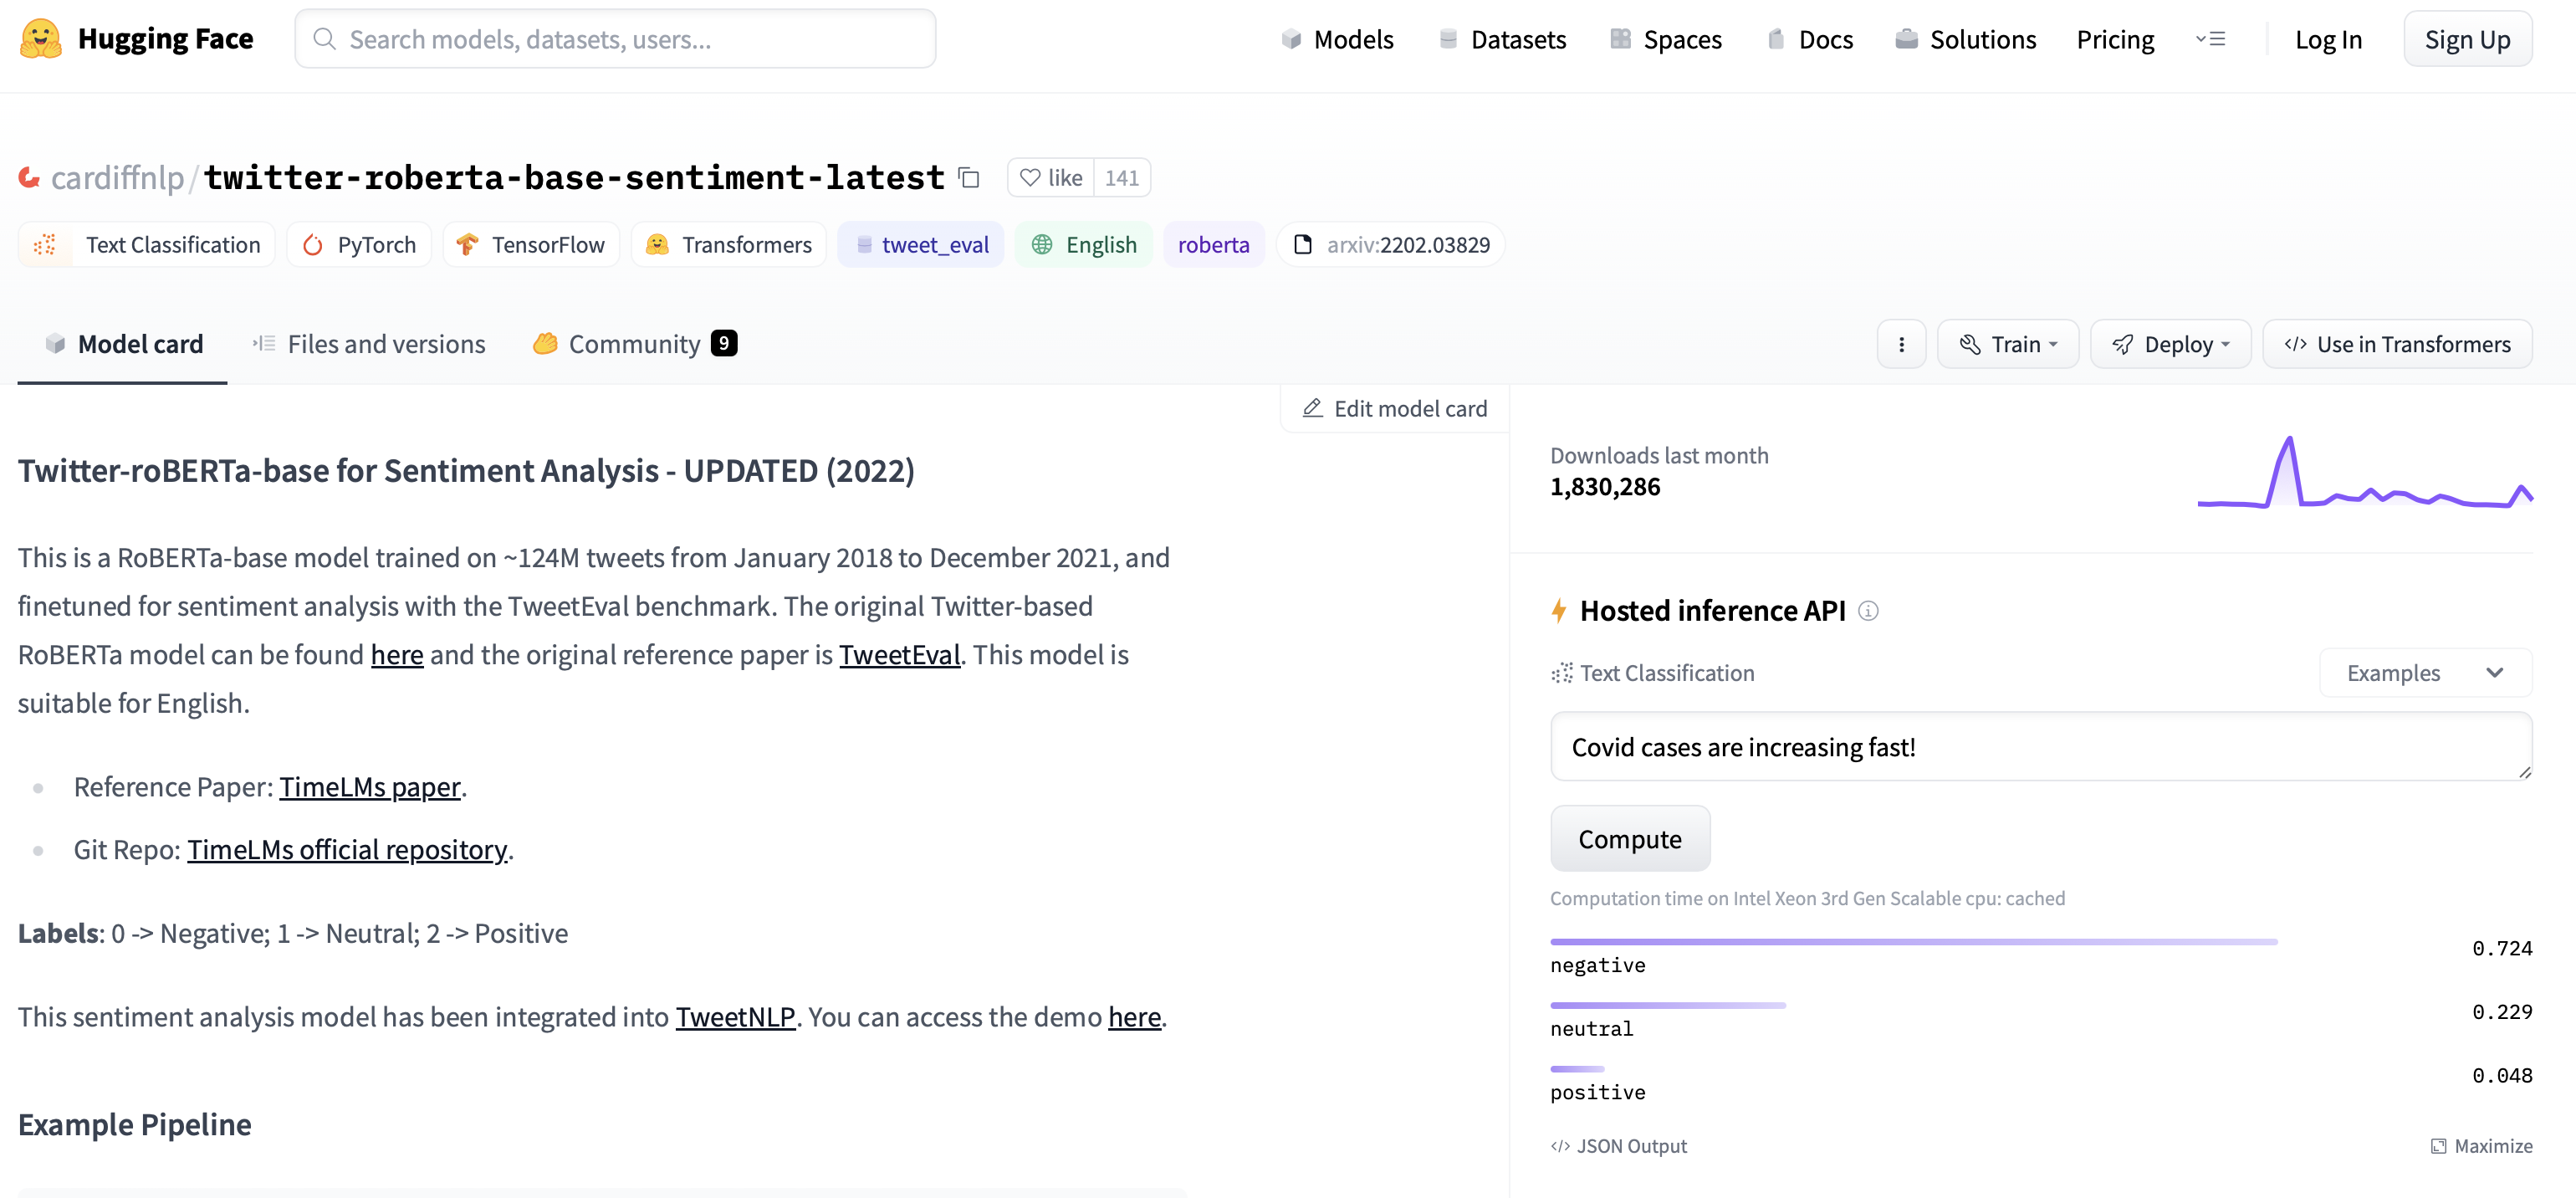 Hugging Face
Search models, datasets, users...
Models
Datasets
Spaces
Docs
Solutions
Pricing
Log In
Sign Up
cardiffnlp/twitter-roberta-base-sentiment-latest
like 141
Text Classification
PyTorch
TensorFlow
Transformers
tweet_eval
English
roberta
arxiv:2202.03829
Model card
Files and versions
Community 9
Train
Deploy
</> Use in Transformers
Edit model card
Twitter-roBERTa-base for Sentiment Analysis - UPDATED (2022)
This is a RoBERTa-base model trained on ~124M tweets from January 2018 to December 2021, and
finetuned for sentiment analysis with the TweetEval benchmark. The original Twitter-based
RoBERTa model can be found here and the original reference paper is TweetEval. This model is
suitable for English.
Reference Paper: TimeLMs paper.
Git Repo: TimeLMs official repository.
Labels: 0 -> Negative; 1 -> Neutral; 2 -> Positive
This sentiment analysis model has been integrated into TweetNLP. You can access the demo here.
Example Pipeline
Downloads last month
1,830,286
Hosted inference API
Text Classification
Examples
Covid cases are increasing fast!
Compute
Computation time on Intel Xeon 3rd Gen Scalable cpu: cached
negative 0.724
neutral 0.229
positive 0.048
</> JSON Output
Maximize